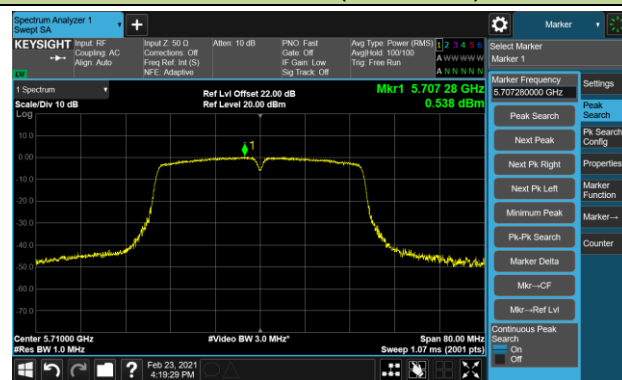 Spectrum Analyzer 1
Swept SA
Marker
KEYSIGHT
Input: RF
Coupling: AC
Align: Auto
Input Z: 50 Ω
Corrections: Off
Freq Ref: Int (S)
NFE: Adaptive
Atten: 10 dB
PNO: Fast
Gate: Off
IF Gain: Low
Sig Track: Off
Avg Type: Power (RMS)
Avg|Hold: 100/100
Trig: Free Run
1 2 3 4 5 6
A W W W W W
A N N N N N
Select Marker
Marker 1
1 Spectrum
Scale/Div 10 dB
Log
Ref Lvl Offset 22.00 dB
Ref Level 20.00 dBm
Mkr1 5.707 28 GHz
0.538 dBm
Marker Frequency
5.707280000 GHz
Peak Search
Next Peak
Next Pk Right
Next Pk Left
Minimum Peak
Pk-Pk Search
Marker Delta
Mkr→CF
Mkr→Ref Lvl
Continuous Peak
Search
On
Off
Settings
Peak
Search
Pk Search
Config
Properties
Marker
Function
Marker→
Counter
1
10.0
0.00
-10.0
-20.0
-30.0
-40.0
-50.0
-60.0
-70.0
Center 5.71000 GHz
#Res BW 1.0 MHz
#Video BW 3.0 MHz*
Span 80.00 MHz
Sweep 1.07 ms (2001 pts)
Feb 23, 2021
4:19:29 PM